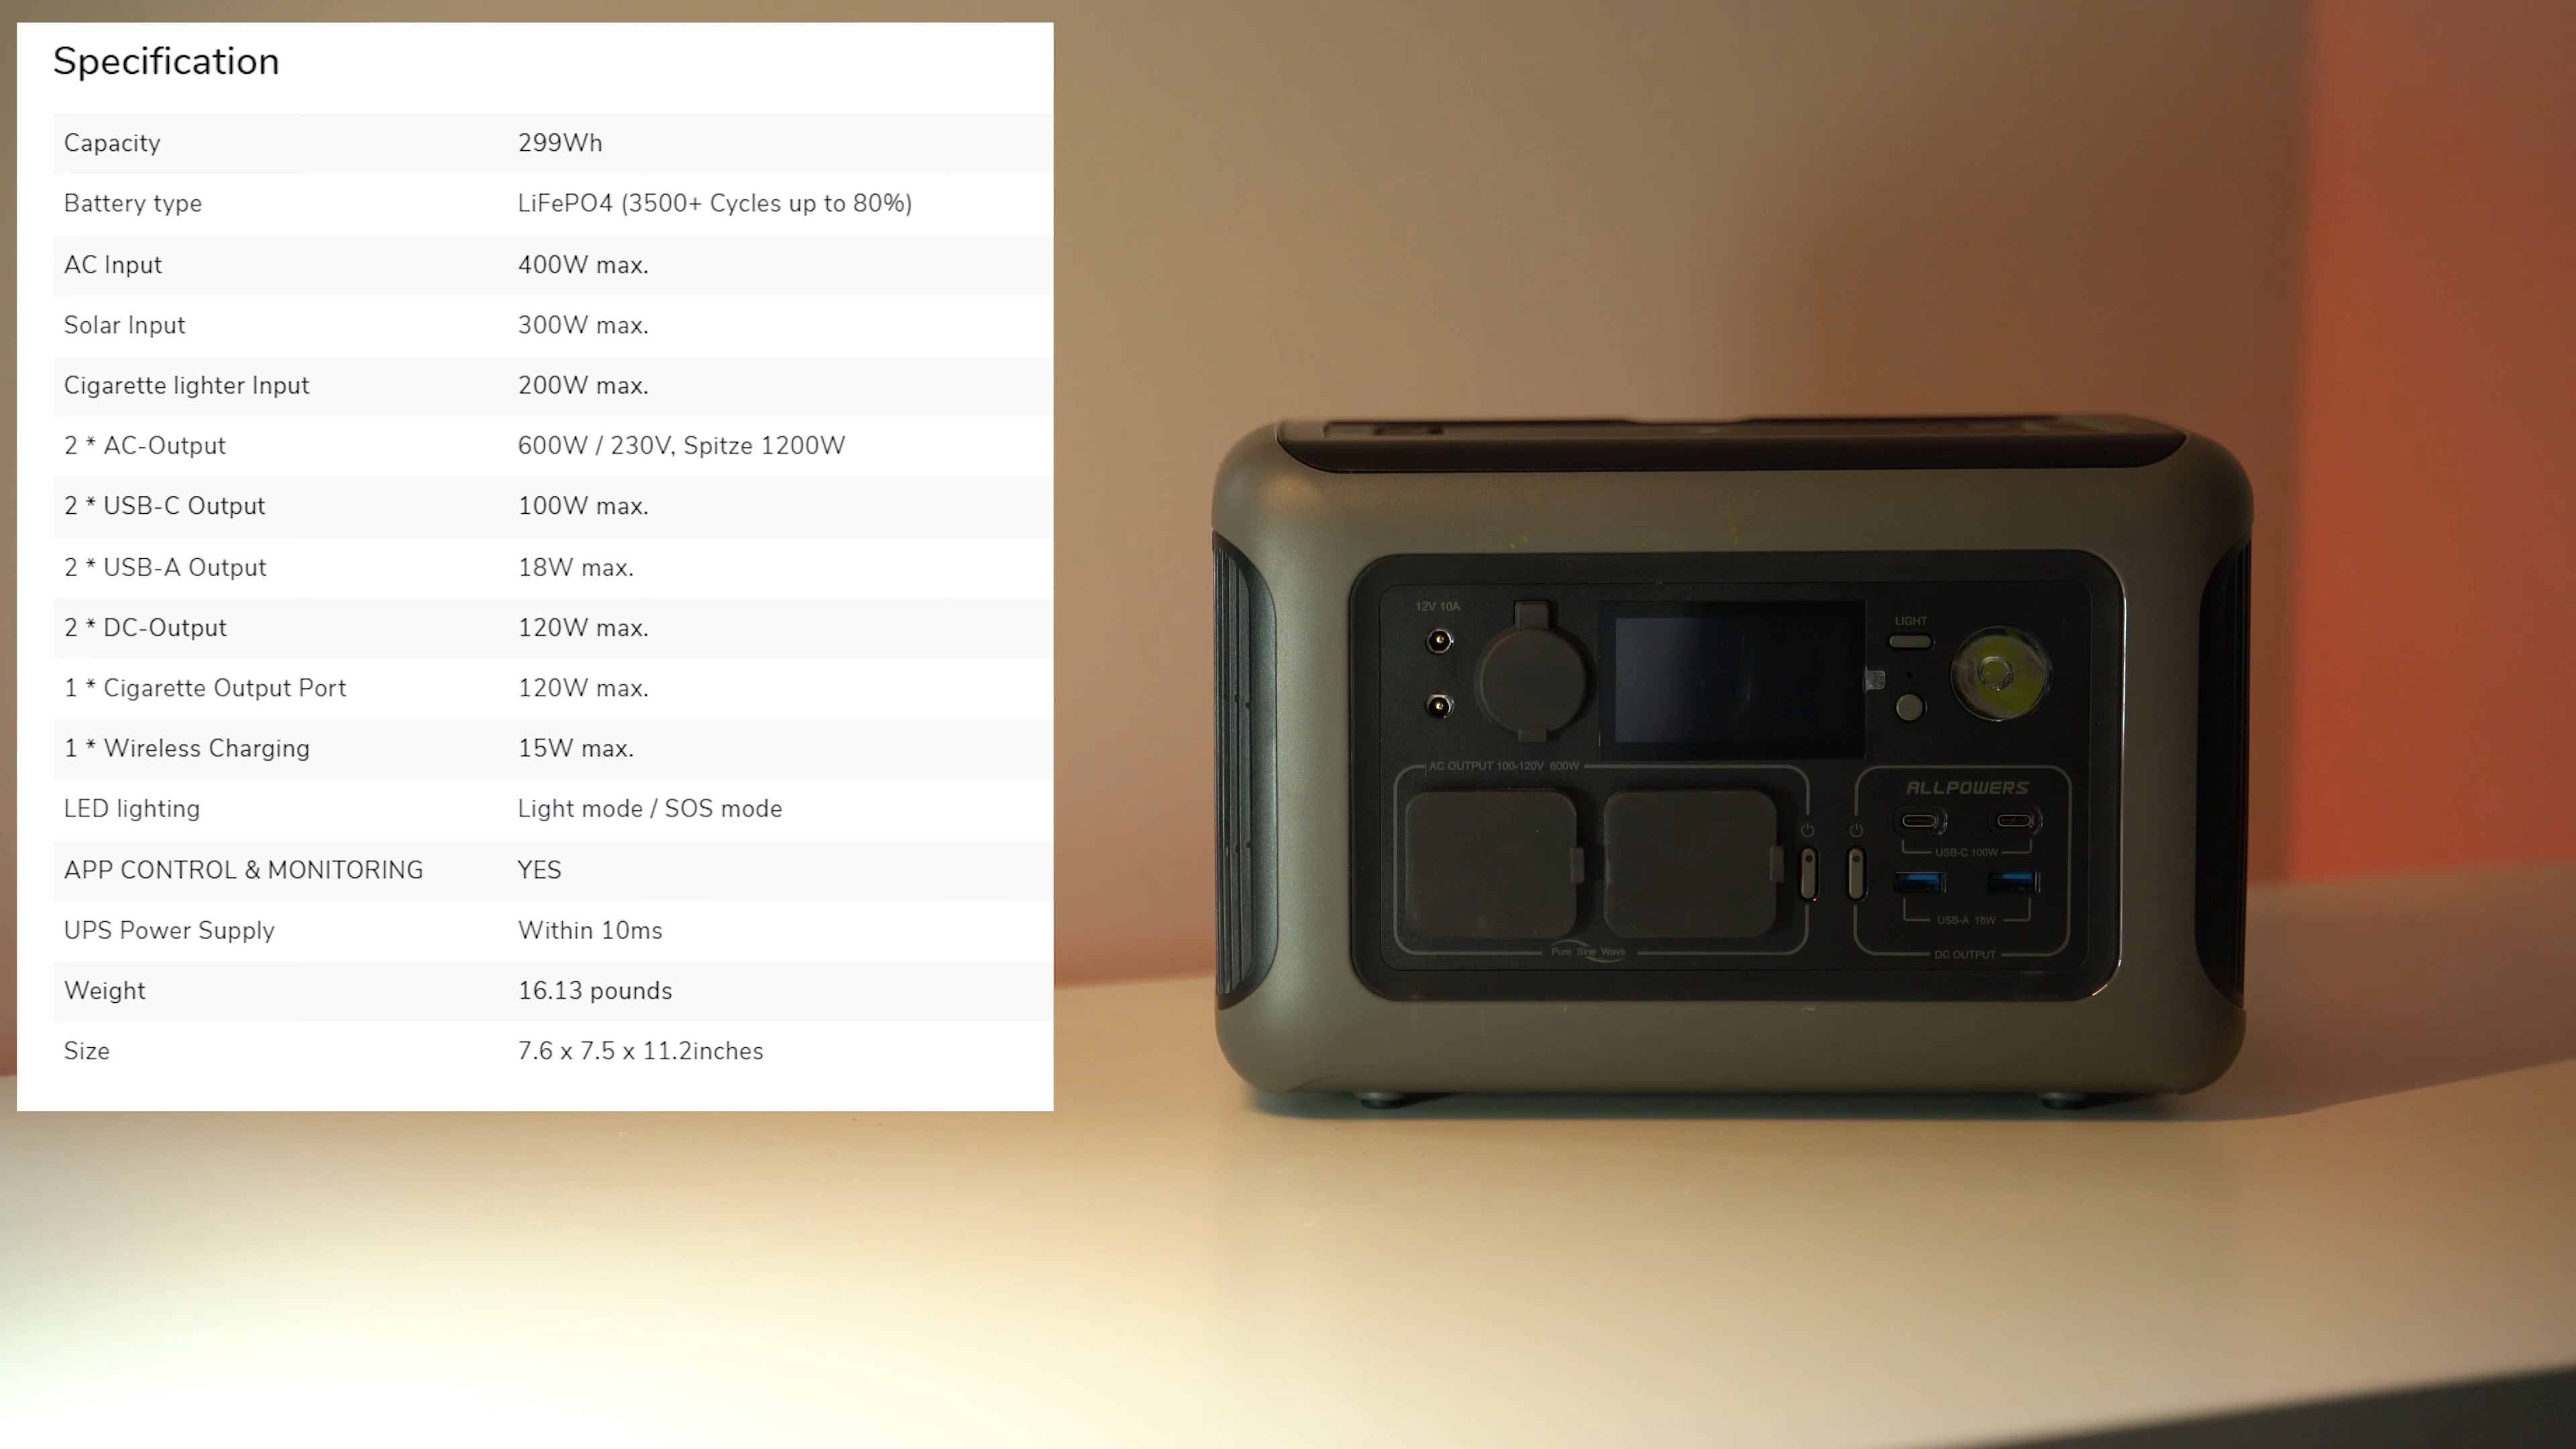 Specification
Capacity 299Wh
Battery type LiFePO4 (3500+ Cycles up to 80%)
AC Input 400W max.
Solar Input 300W max.
Cigarette lighter Input 200W max.
2 * AC-Output 600W / 230V, Spitze 1200W
2 * USB-C Output 100W max.
2 * USB-A Output 18W max.
2 * DC-Output 120W max.
1 * Cigarette Output Port 120W max.
1 * Wireless Charging 15W max.
LED lighting Light mode / SOS mode
APP CONTROL & MONITORING YES
UPS Power Supply Within 10ms
Weight 16.13 pounds
Size 7.6 x 7.5 x 11.2inches
12V 10A
LIGHT
AC OUTPUT 100-120V 600W
Pure Sine Wave
ALLPOWERS
USB-C 100W
USB-A 18W
DC OUTPUT